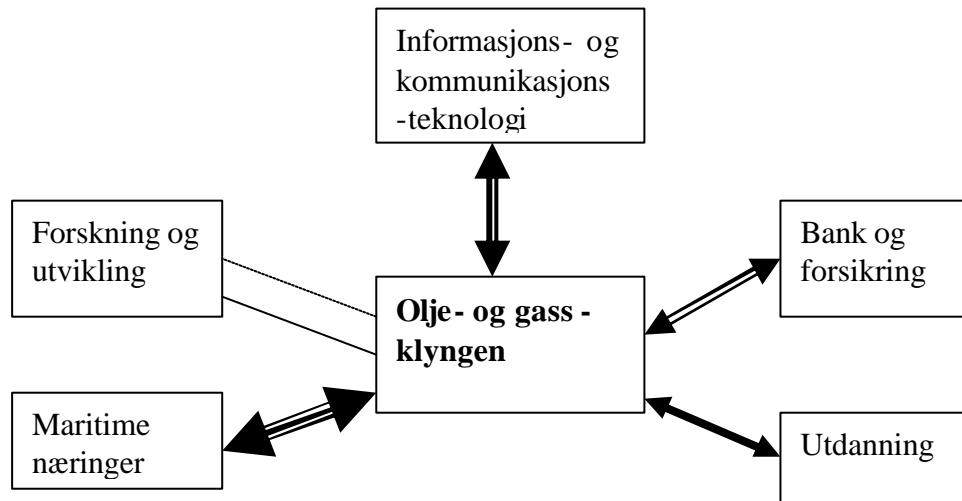 Informasjons- og
kommunikasjons
-teknologi
Forskning og
utvikling
Bank og
forsikring
Olje- og gass -
klyngen
Maritime
næringer
Utdanning